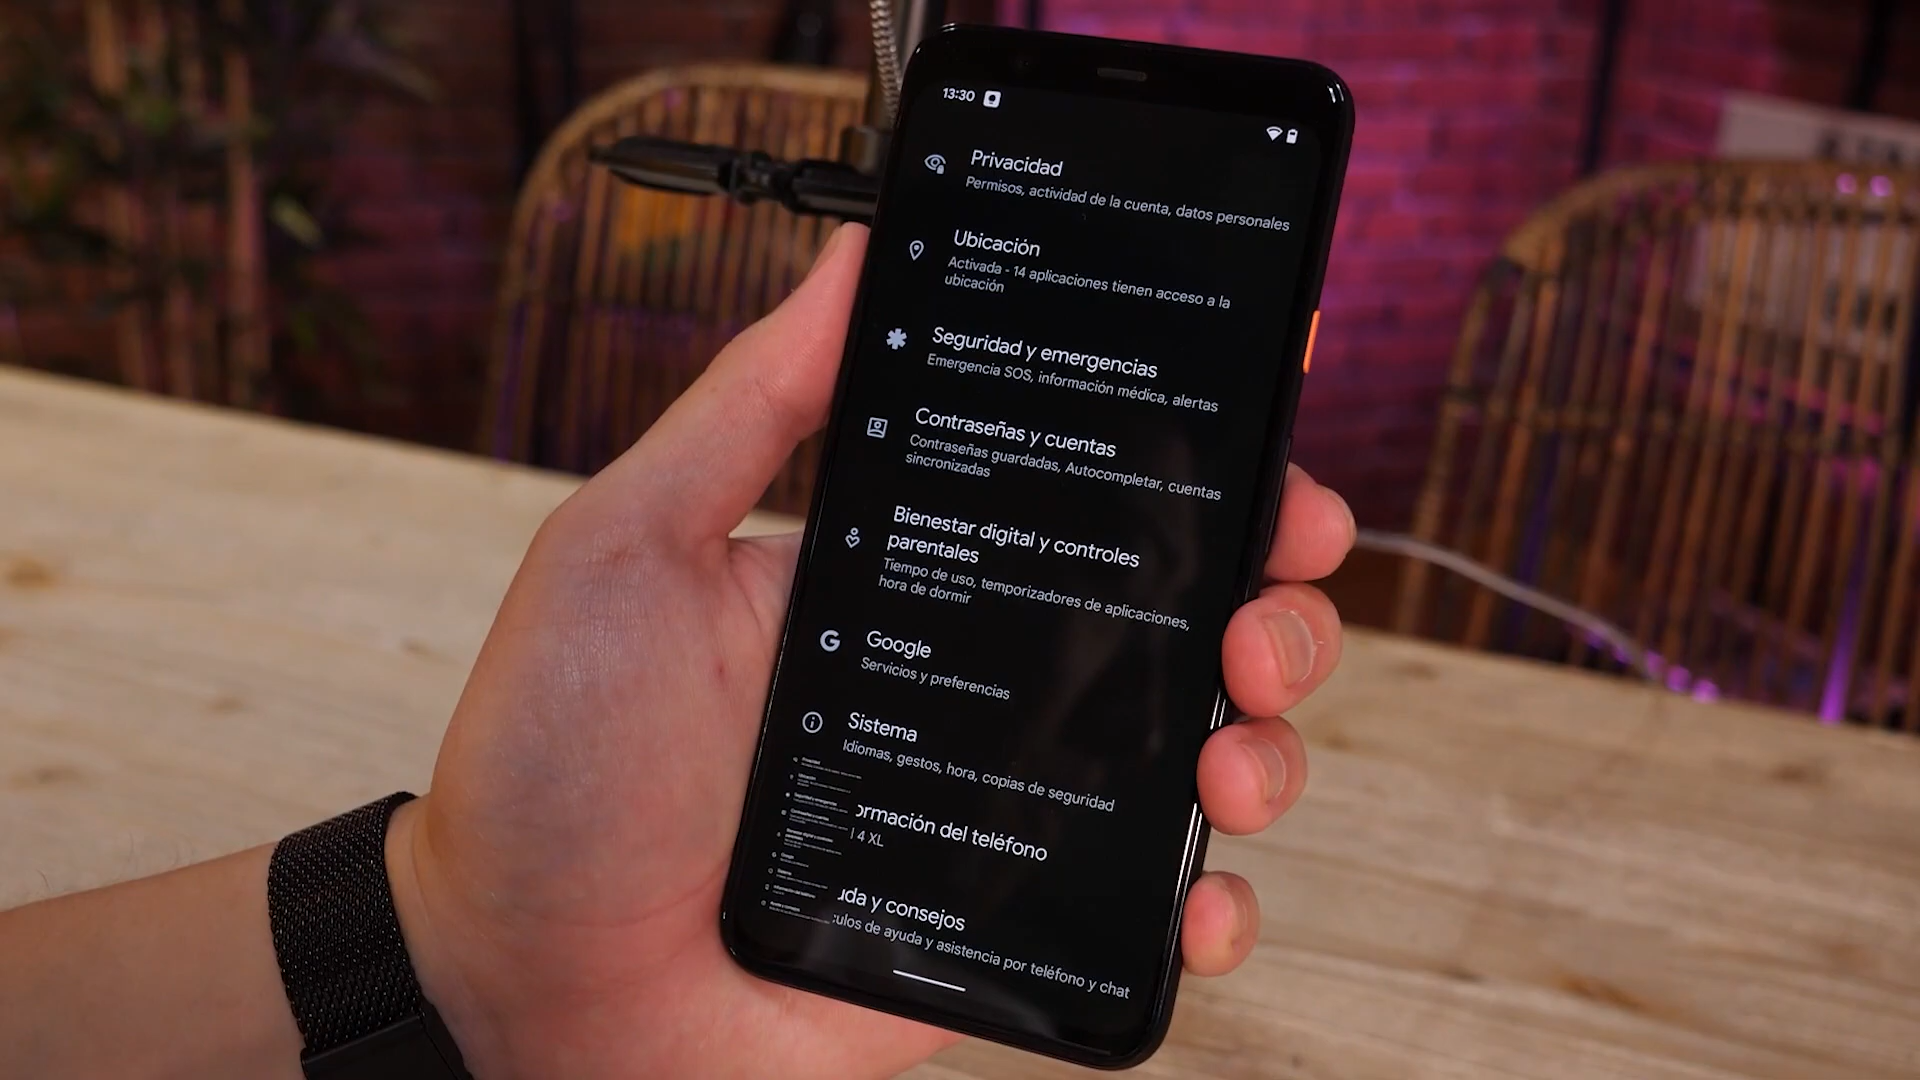 13:30
Privacidad
Permisos, actividad de la cuenta, datos personales
Ubicación
Activada - 14 aplicaciones tienen acceso a la
ubicación
Seguridad y emergencias
Emergencia SOS, información médica, alertas
Contraseñas y cuentas
Contraseñas guardadas, Autocompletar, cuentas
sincronizadas
Bienestar digital y controles
parentales
Tiempo de uso, temporizadores de aplicaciones,
hora de dormir
Google
Servicios y preferencias
Sistema
Idiomas, gestos, hora, copias de seguridad
ormación del teléfono
l 4 XL
uda y consejos
culos de ayuda y asistencia por teléfono y chat